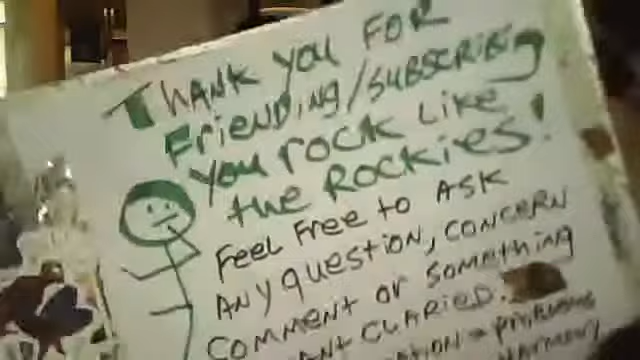 THANK YOU FOR
FRIENDING/SUBSCRIBING
YOU ROCK LIKE
THE ROCKIES!
FEEL FREE TO ASK
ANY QUESTION, CONCERN
COMMENT OR SOMETHING
CLARIED.